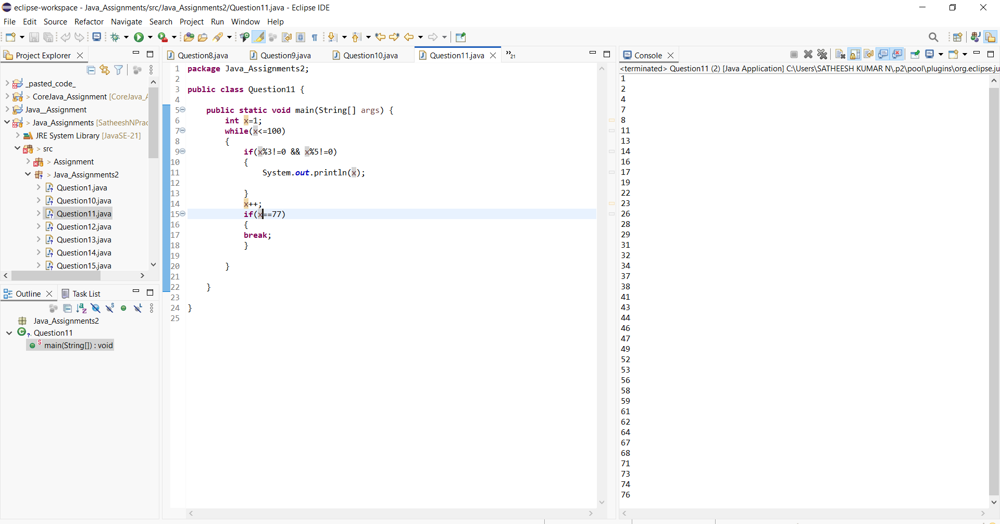 eclipse-workspace - Java_Assignments/src/Java_Assignments2/Question11.java - Eclipse IDE
File Edit Source Refactor Navigate Search Project Run Window Help
Project Explorer
_pasted_code_
> CoreJava_Assignment [CoreJava_A
Java__Assignment
> Java_Assignments [SatheeshNPrac
JRE System Library [JavaSE-21]
> src
> Assignment
> Java_Assignments2
Question1.java
Question10.java
Question11.java
Question12.java
Question13.java
Question14.java
Question15.java
Outline Task List
Java_Assignments2
Question11
main(String[]) : void
Question8.java Question9.java Question10.java Question11.java »21
1 package Java_Assignments2;
2
3 public class Question11 {
4
5 public static void main(String[] args) {
6 int x=1;
7 while(x<=100)
8 {
9 if(x%3!=0 && x%5!=0)
10 {
11 System.out.println(x);
12
13 }
14 x++;
15 if(x==77)
16 {
17 break;
18 }
19
20 }
21
22 }
23
24 }
25
Console
<terminated> Question11 (2) [Java Application] C:\Users\SATHEESH KUMAR N\.p2\pool\plugins\org.eclipse.ju
1
2
4
7
8
11
13
14
16
17
19
22
23
26
28
29
31
32
34
37
38
41
43
44
46
47
49
52
53
56
58
59
61
62
64
67
68
71
73
74
76